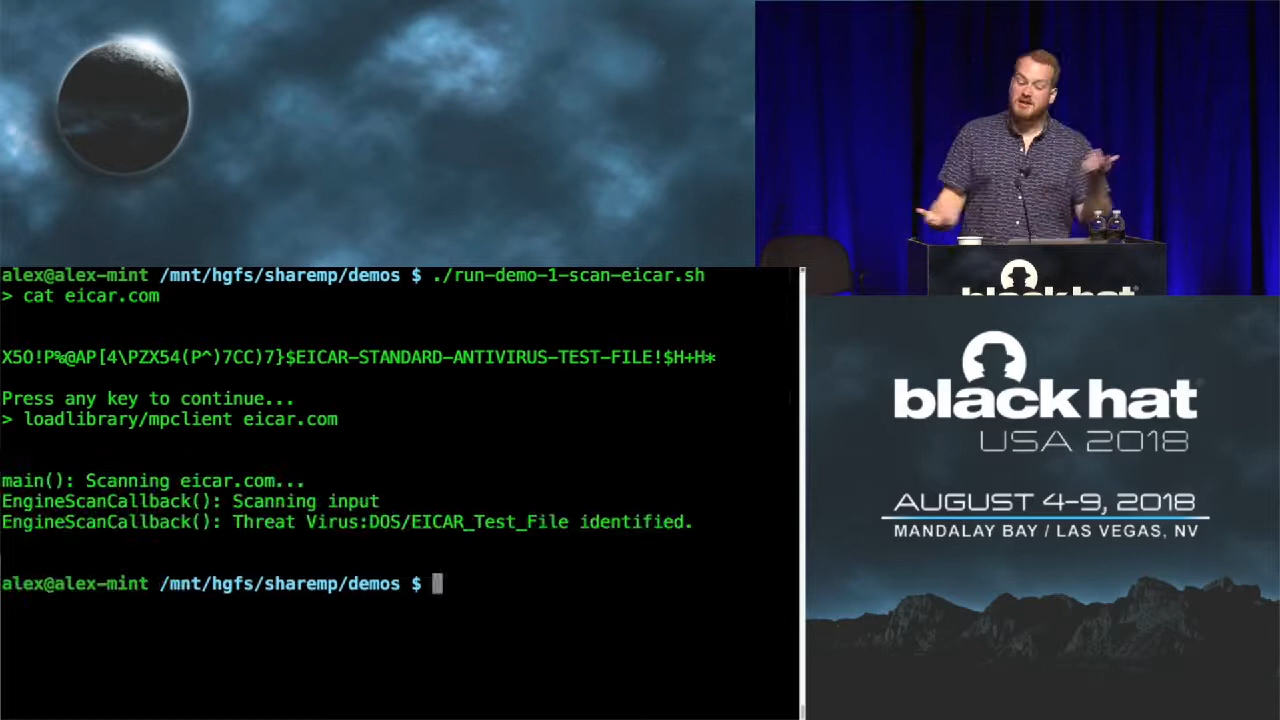 alex@alex-mint /mnt/hgfs/sharemp/demos $ ./run-demo-1-scan-eicar.sh
> cat eicar.com
X5O!P%@AP[4\PZX54(P^)7CC)7}$EICAR-STANDARD-ANTIVIRUS-TEST-FILE!$H+H*
Press any key to continue...
> loadlibrary/mpclient eicar.com
main(): Scanning eicar.com...
EngineScanCallback(): Scanning input
EngineScanCallback(): Threat Virus:DOS/EICAR_Test_File identified.
alex@alex-mint /mnt/hgfs/sharemp/demos $
black hat
black hat
USA 2018
AUGUST 4-9, 2018
MANDALAY BAY / LAS VEGAS, NV